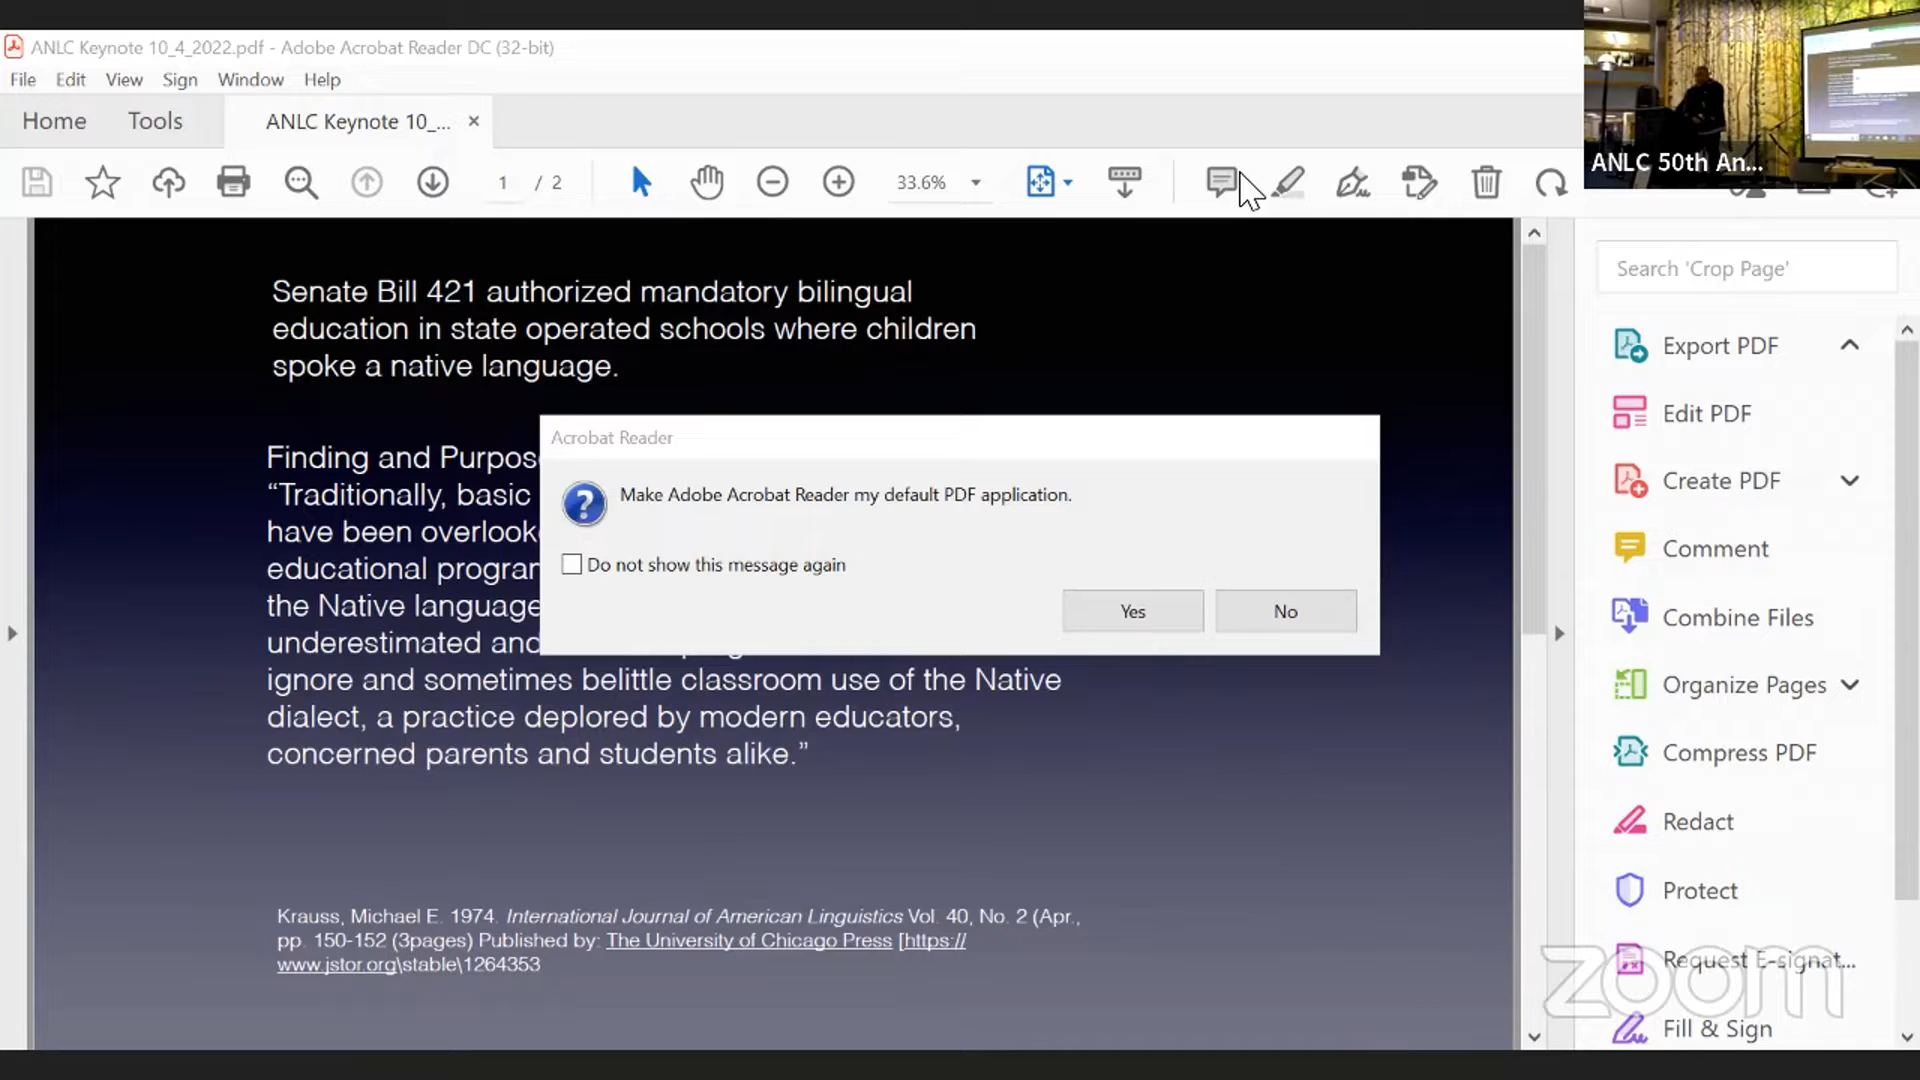 ANLC Keynote 10_4_2022.pdf - Adobe Acrobat Reader DC (32-bit)
File Edit View Sign Window Help
Home Tools ANLC Keynote 10_...
1 / 2 33.6%
ANLC 50th An...
Senate Bill 421 authorized mandatory bilingual
education in state operated schools where children
spoke a native language.
Finding and Purpos
“Traditionally, basic
have been overlook
educational progra
the Native language
underestimated and
ignore and sometimes belittle classroom use of the Native
dialect, a practice deplored by modern educators,
concerned parents and students alike.”
Krauss, Michael E. 1974. International Journal of American Linguistics Vol. 40, No. 2 (Apr.,
pp. 150-152 (3pages) Published by: The University of Chicago Press [https://
www.jstor.org\stable\1264353
Acrobat Reader
Make Adobe Acrobat Reader my default PDF application.
Do not show this message again
Yes No
Search 'Crop Page'
Export PDF
Edit PDF
Create PDF
Comment
Combine Files
Organize Pages
Compress PDF
Redact
Protect
Request E-signat...
Fill & Sign
zoom